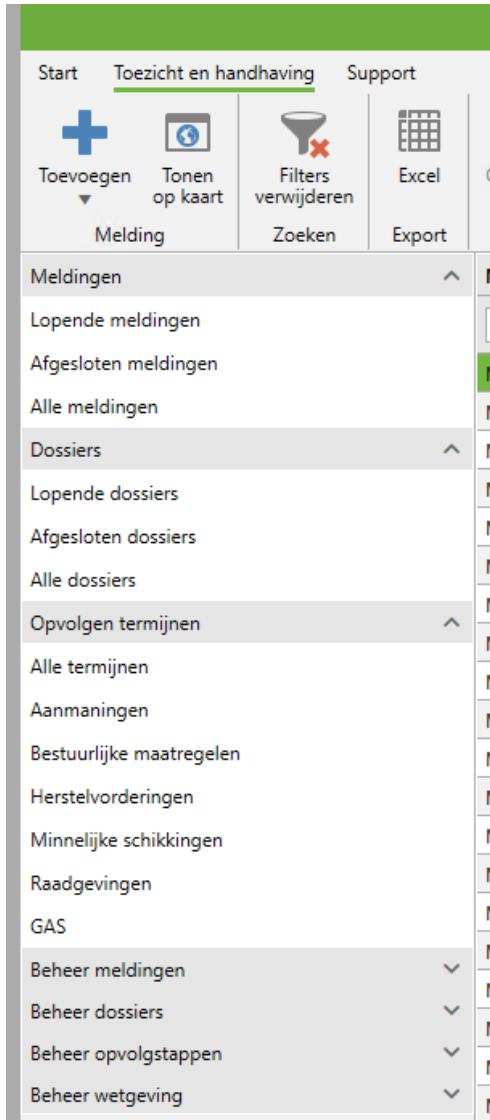 Start Toezicht en handhaving Support
Toevoegen Tonen op kaart Filters verwijderen Excel
Melding Zoeken Export
Meldingen
Lopende meldingen
Afgesloten meldingen
Alle meldingen
Dossiers
Lopende dossiers
Afgesloten dossiers
Alle dossiers
Opvolgen termijnen
Alle termijnen
Aanmaningen
Bestuurlijke maatregelen
Herstelvorderingen
Minnelijke schikkingen
Raadgevingen
GAS
Beheer meldingen
Beheer dossiers
Beheer opvolgstappen
Beheer wetgeving